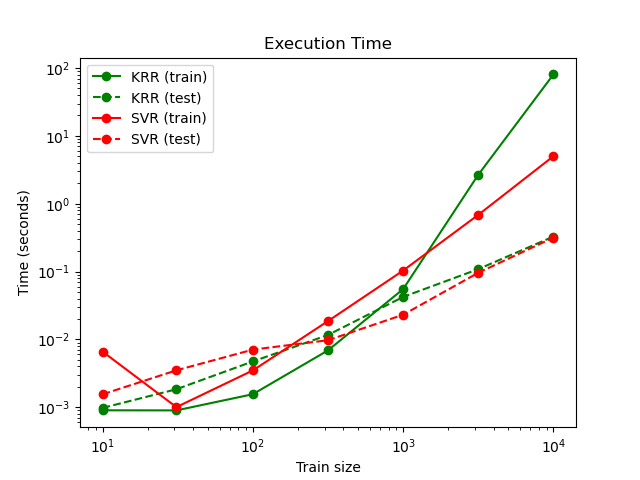 Execution Time
KRR (train)
KRR (test)
SVR (train)
SVR (test)
10²
10¹
10⁰
10⁻¹
10⁻²
10⁻³
Time (seconds)
10¹ 10² 10³ 10⁴
Train size